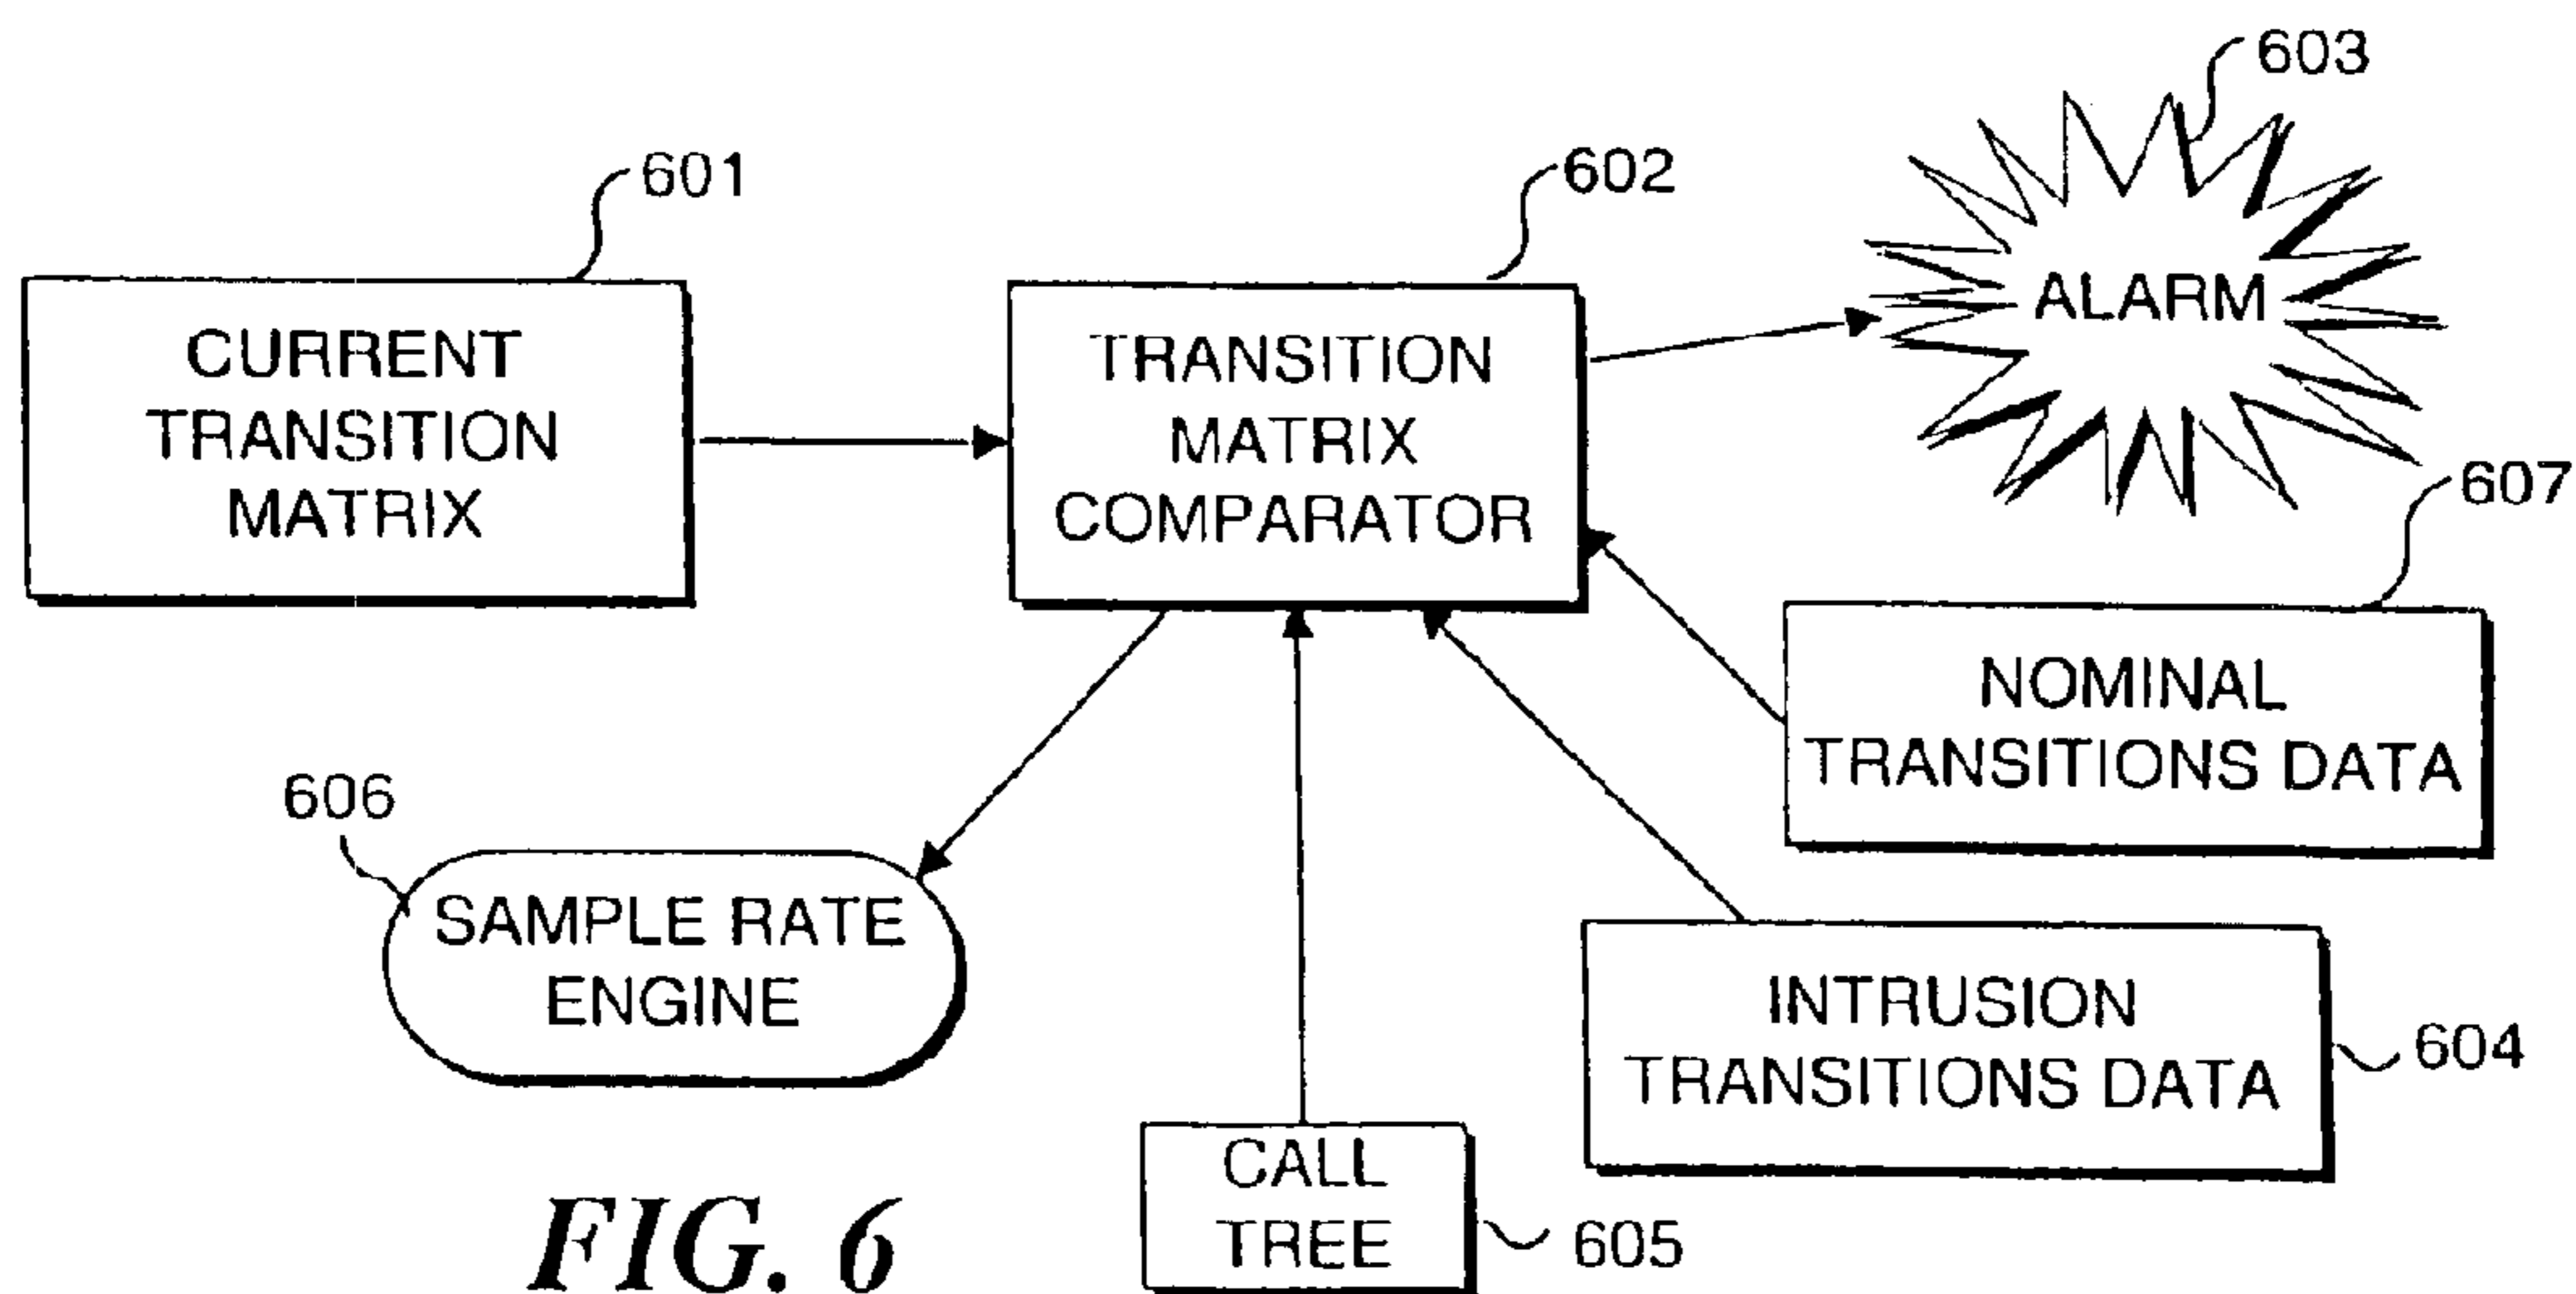 603
601
602
CURRENT
TRANSITION
MATRIX
TRANSITION
MATRIX
COMPARATOR
ALARM
607
NOMINAL
TRANSITIONS DATA
606
SAMPLE RATE
ENGINE
INTRUSION
TRANSITIONS DATA
604
CALL
TREE
605
FIG. 6